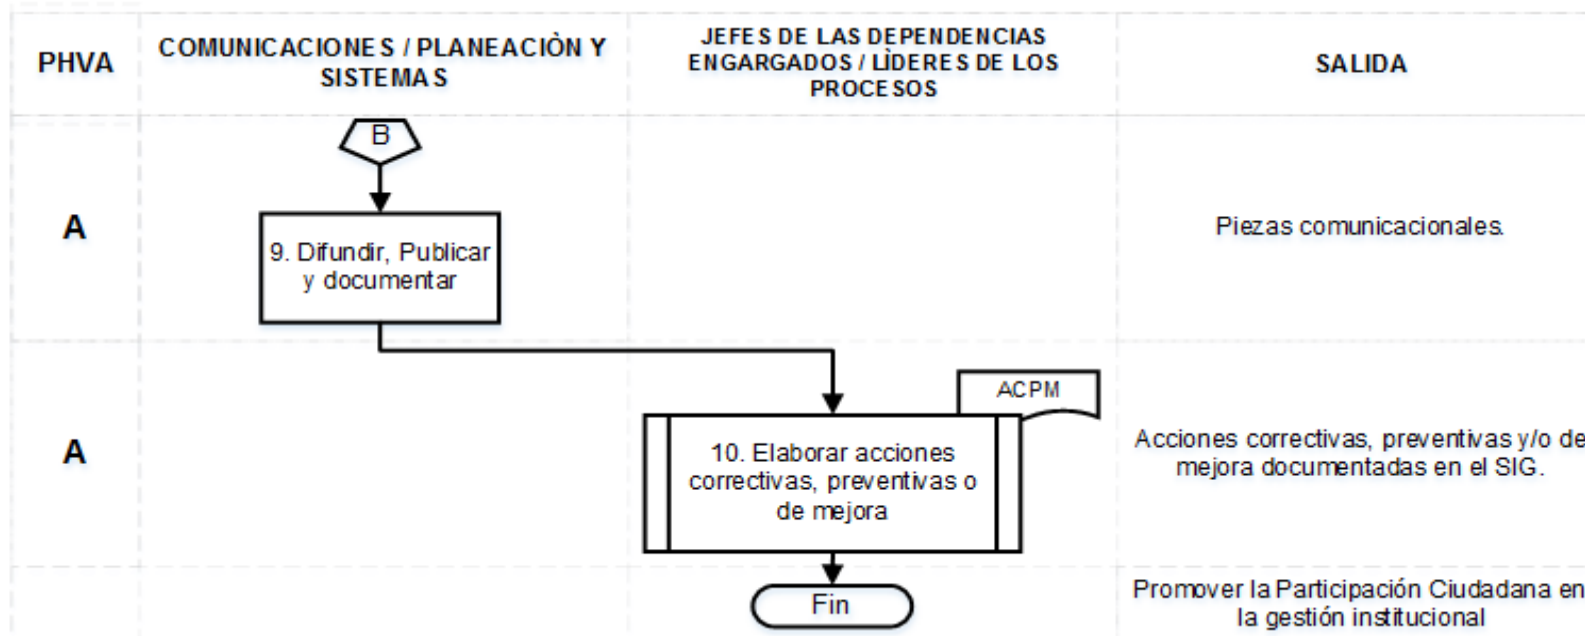 PHVA
COMUNICACIONES / PLANEACIÒN Y
SISTEMAS
JEFES DE LAS DEPENDENCIAS
ENGARGADOS / LÌDERES DE LOS
PROCESOS
SALIDA
B
A
9. Difundir, Publicar
y documentar
Piezas comunicacionales.
ACPM
A
10. Elaborar acciones
correctivas, preventivas o
de mejora
Acciones correctivas, preventivas y/o de
mejora documentadas en el SIG.
Fin
Promover la Participación Ciudadana en
la gestión institucional